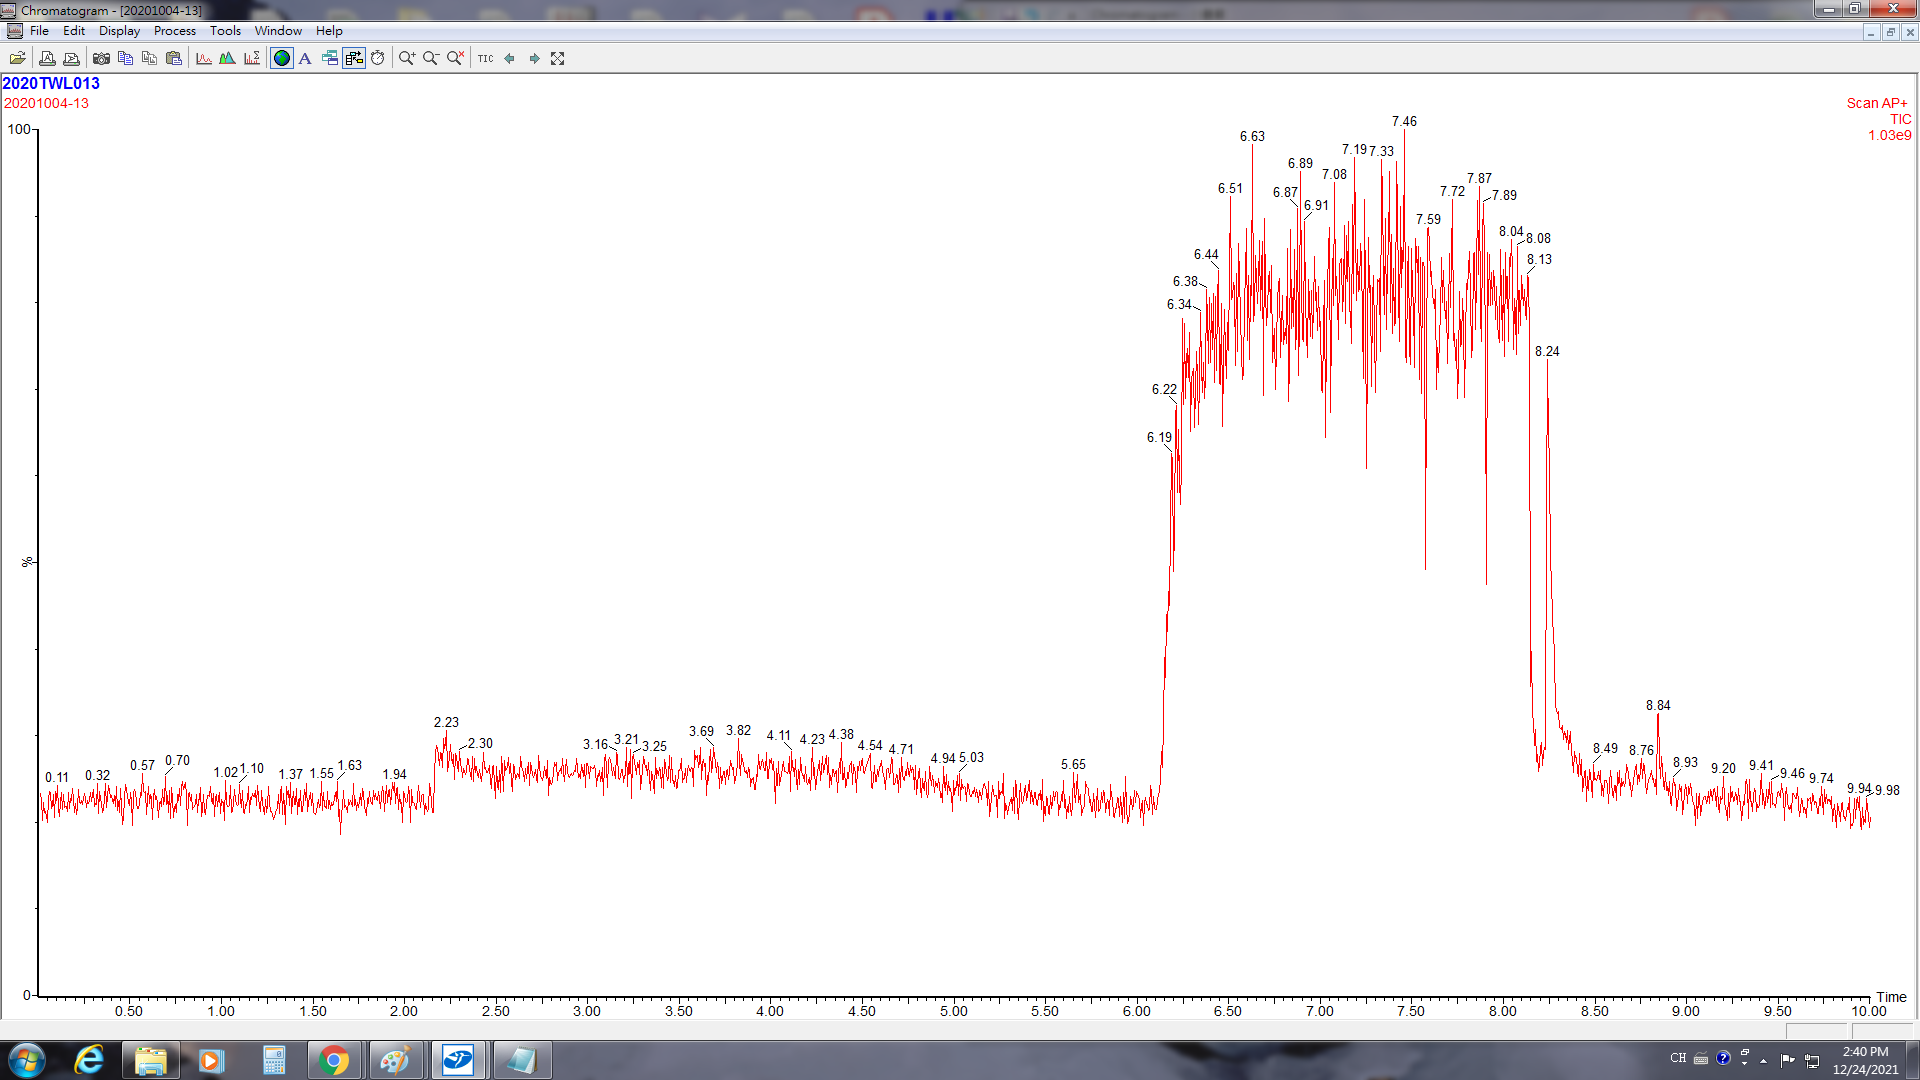 Chromatogram - [20201004-13]
File Edit Display Process Tools Window Help
TIC
2020TWL013
20201004-13
Scan AP+
TIC
1.03e9
100
%
0
0.11 0.32 0.57 0.70 1.02 1.10 1.37 1.55 1.63 1.94 2.23 2.30 3.16 3.21 3.25 3.69 3.82 4.11 4.23 4.38 4.54 4.71 4.94 5.03 5.65 6.19 6.22 6.34 6.38 6.44 6.51 6.63 6.87 6.89 6.91 7.08 7.19 7.33 7.46 7.59 7.72 7.87 7.89 8.04 8.08 8.13 8.24 8.49 8.76 8.84 8.93 9.20 9.41 9.46 9.74 9.94 9.98
Time
0.50 1.00 1.50 2.00 2.50 3.00 3.50 4.00 4.50 5.00 5.50 6.00 6.50 7.00 7.50 8.00 8.50 9.00 9.50 10.00
CH
2:40 PM
12/24/2021